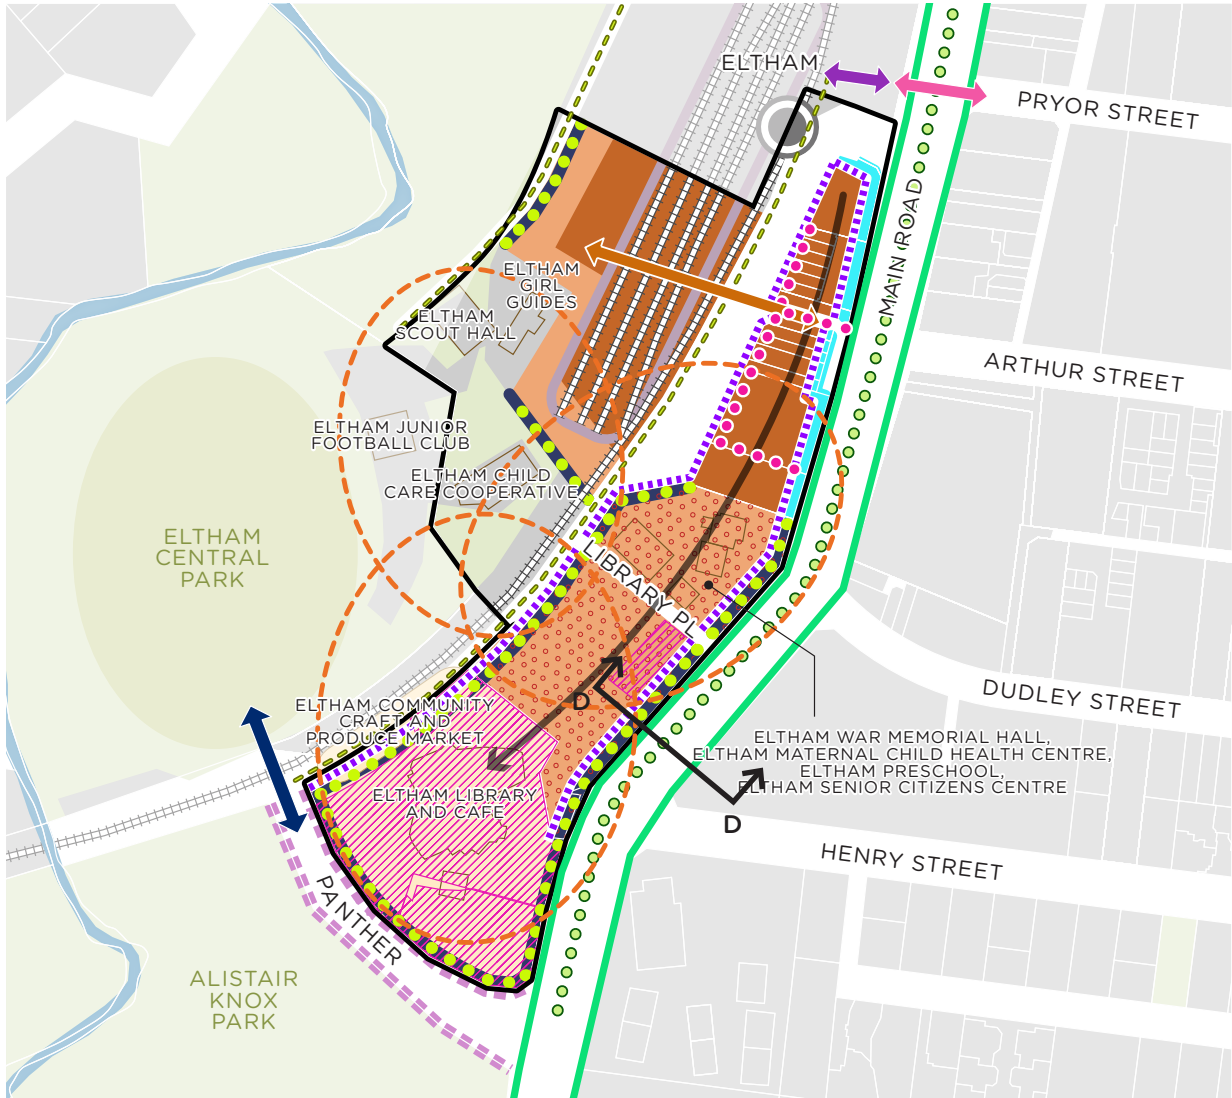 ELTHAM
PRYOR STREET
MAIN ROAD
ELTHAM
GIRL
GUIDES
ELTHAM
SCOUT HALL
ARTHUR STREET
ELTHAM JUNIOR
FOOTBALL CLUB
ELTHAM CHILD
CARE COOPERATIVE
ELTHAM
CENTRAL
PARK
LIBRARY PL
DUDLEY STREET
D
ELTHAM COMMUNITY
CRAFT AND
PRODUCE MARKET
ELTHAM WAR MEMORIAL HALL,
ELTHAM MATERNAL CHILD HEALTH CENTRE,
ELTHAM PRESCHOOL,
ELTHAM SENIOR CITIZENS CENTRE
ELTHAM LIBRARY
AND CAFE
D
HENRY STREET
PANTHER
ALISTAIR
KNOX
PARK